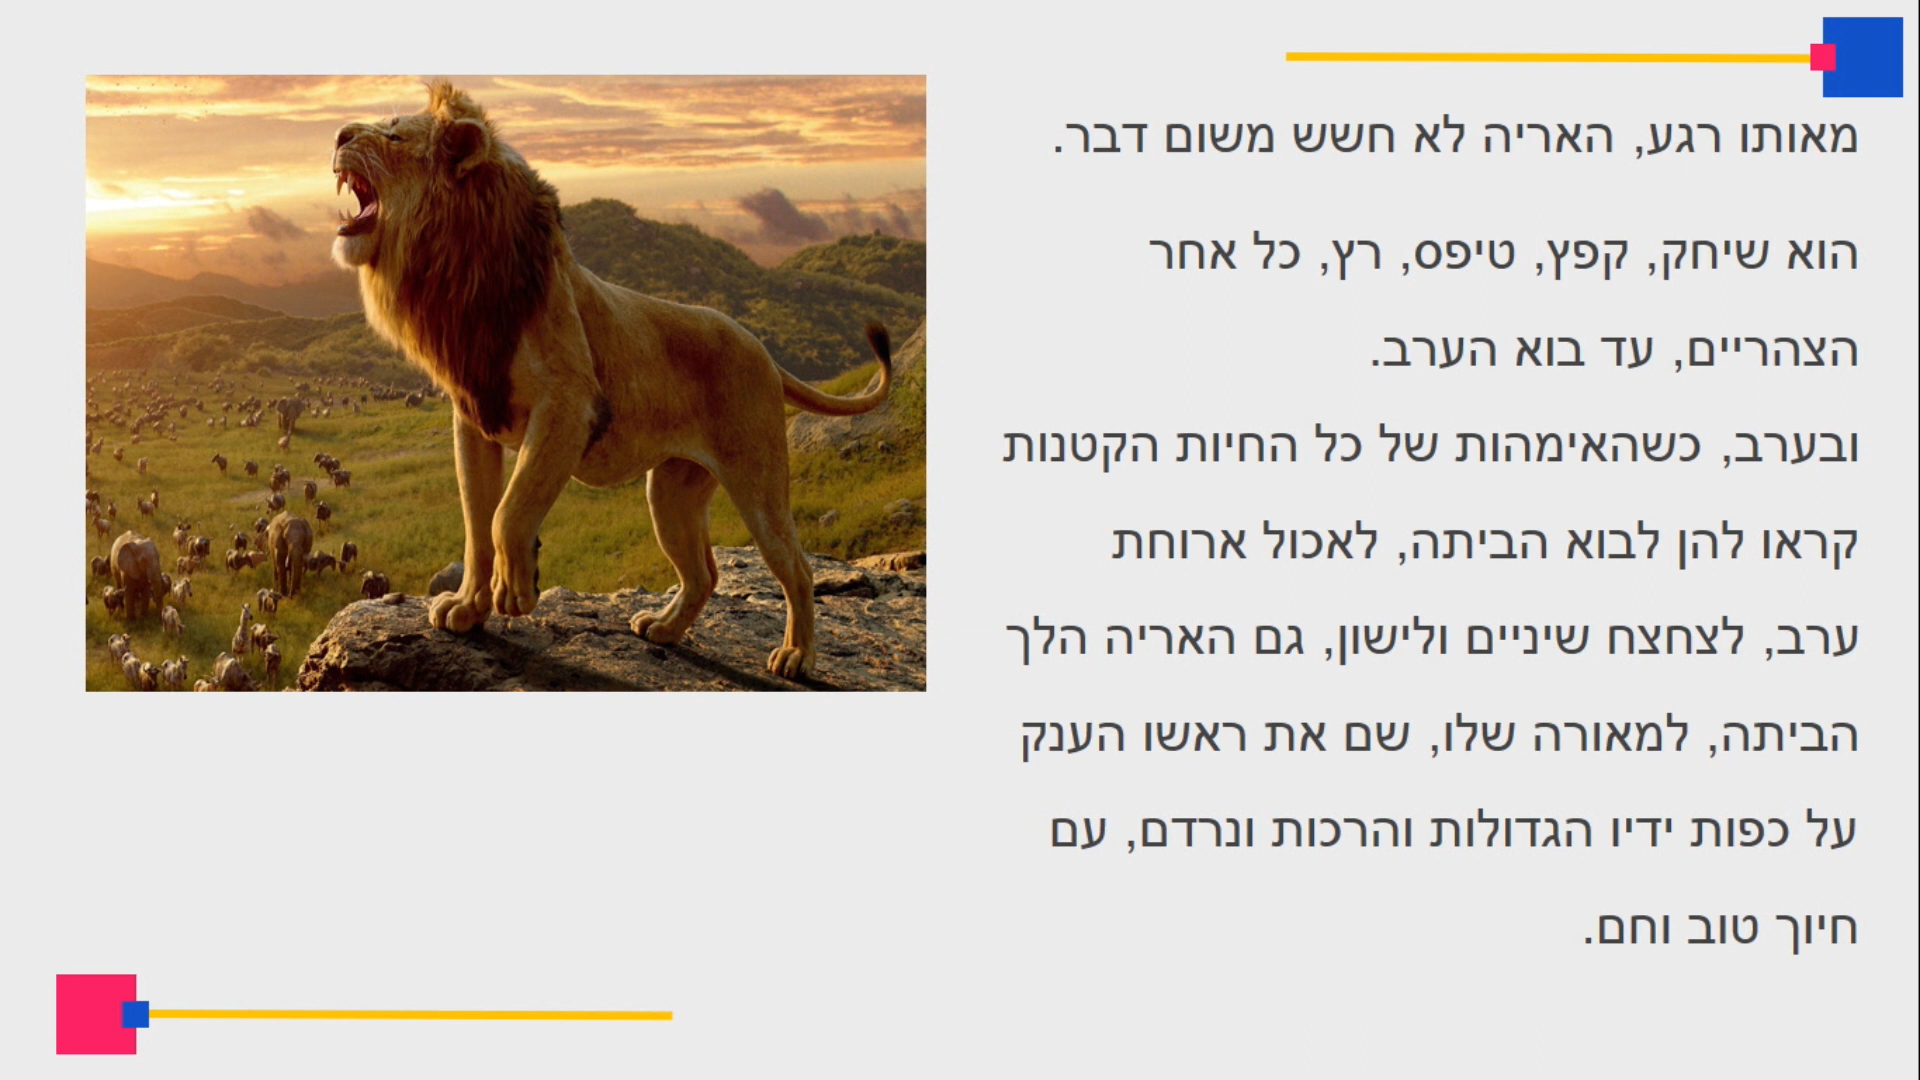 מאותו רגע, האריה לא חשש משום דבר.
הוא שיחק, קפץ, טיפס, רץ, כל אחר
הצהריים, עד בוא הערב.
ובערב, כשהאימהות של כל החיות הקטנות
קראו להן לבוא הביתה, לאכול ארוחת
ערב, לצחצח שיניים ולישון, גם האריה הלך
הביתה, למאורה שלו, שם את ראשו הענק
על כפות ידיו הגדולות והרכות ונרדם, עם
חיוך טוב וחם.